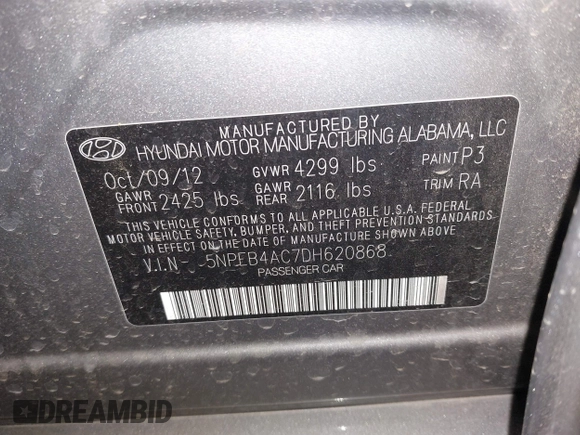 MANUFACTURED BY
HYUNDAI MOTOR MANUFACTURING ALABAMA, LLC
Oct/09/12 GVWR 4299 lbs PAINT P3
GAWR FRONT 2425 lbs GAWR REAR 2116 lbs TRIM RA
THIS VEHICLE CONFORMS TO ALL APPLICABLE U.S.A. FEDERAL
MOTOR VEHICLE SAFETY, BUMPER, AND THEFT PREVENTION STANDARDS
IN EFFECT ON THE DATE OF MANUFACTURE SHOWN ABOVE
V.I.N 5NPEB4AC7DH620868
PASSENGER CAR
DREAMBID